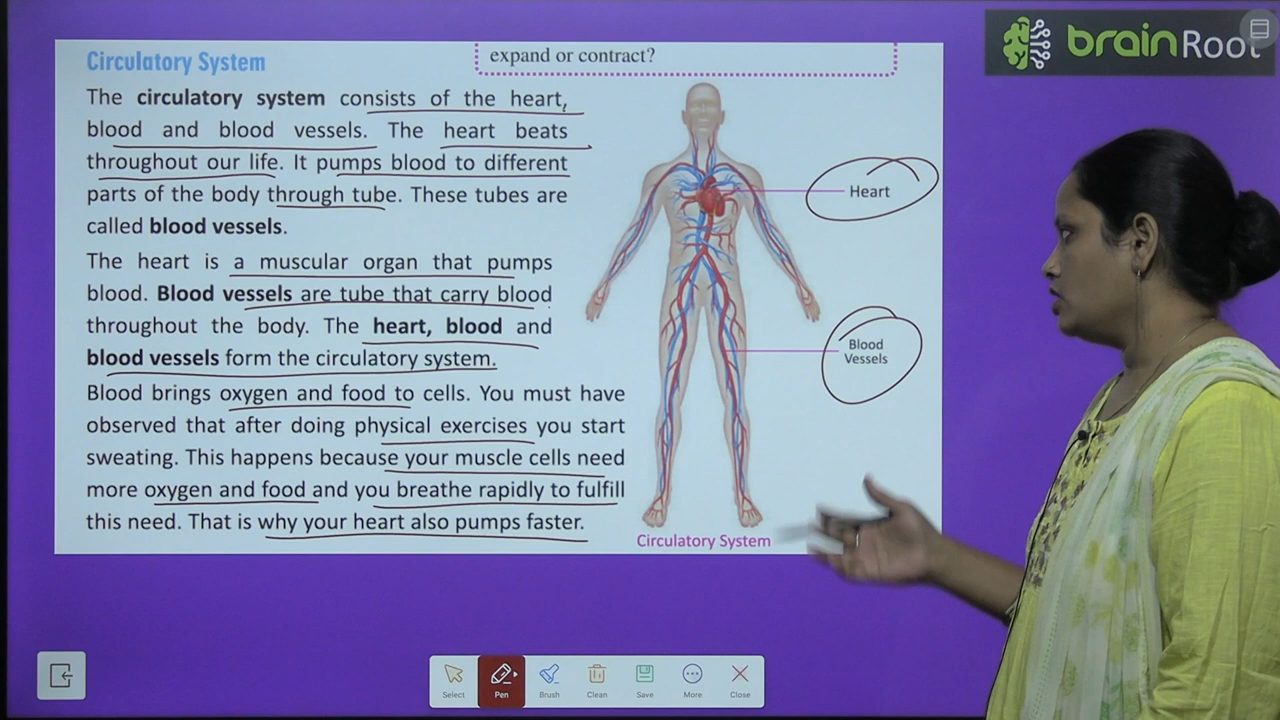 Circulatory System
expand or contract?
brainRoot
The circulatory system consists of the heart,
blood and blood vessels. The heart beats
throughout our life. It pumps blood to different
parts of the body through tube. These tubes are
called blood vessels.
The heart is a muscular organ that pumps
blood. Blood vessels are tube that carry blood
throughout the body. The heart, blood and
blood vessels form the circulatory system.
Blood brings oxygen and food to cells. You must have
observed that after doing physical exercises you start
sweating. This happens because your muscle cells need
more oxygen and food and you breathe rapidly to fulfill
this need. That is why your heart also pumps faster.
Heart
Blood
Vessels
Circulatory System
Select
Pen
Brush
Clean
Save
More
Close